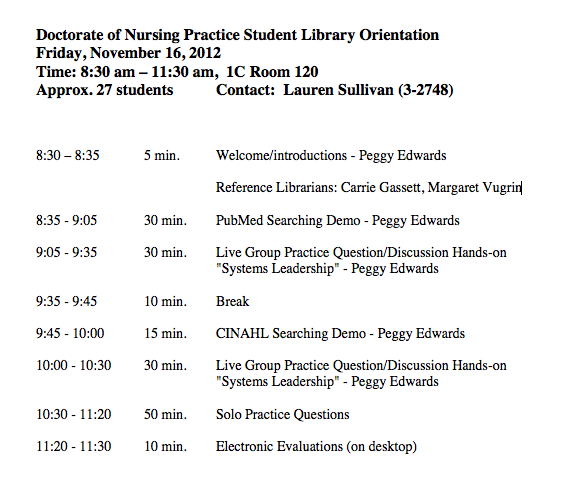 Doctorate of Nursing Practice Student Library Orientation
Friday, November 16, 2012
Time: 8:30 am – 11:30 am, 1C Room 120
Approx. 27 students Contact: Lauren Sullivan (3-2748)
8:30 – 8:35 5 min. Welcome/introductions - Peggy Edwards
Reference Librarians: Carrie Gassett, Margaret Vugrin
8:35 - 9:05 30 min. PubMed Searching Demo - Peggy Edwards
9:05 - 9:35 30 min. Live Group Practice Question/Discussion Hands-on
"Systems Leadership" - Peggy Edwards
9:35 - 9:45 10 min. Break
9:45 - 10:00 15 min. CINAHL Searching Demo - Peggy Edwards
10:00 - 10:30 30 min. Live Group Practice Question/Discussion Hands-on
"Systems Leadership" - Peggy Edwards
10:30 - 11:20 50 min. Solo Practice Questions
11:20 - 11:30 10 min. Electronic Evaluations (on desktop)